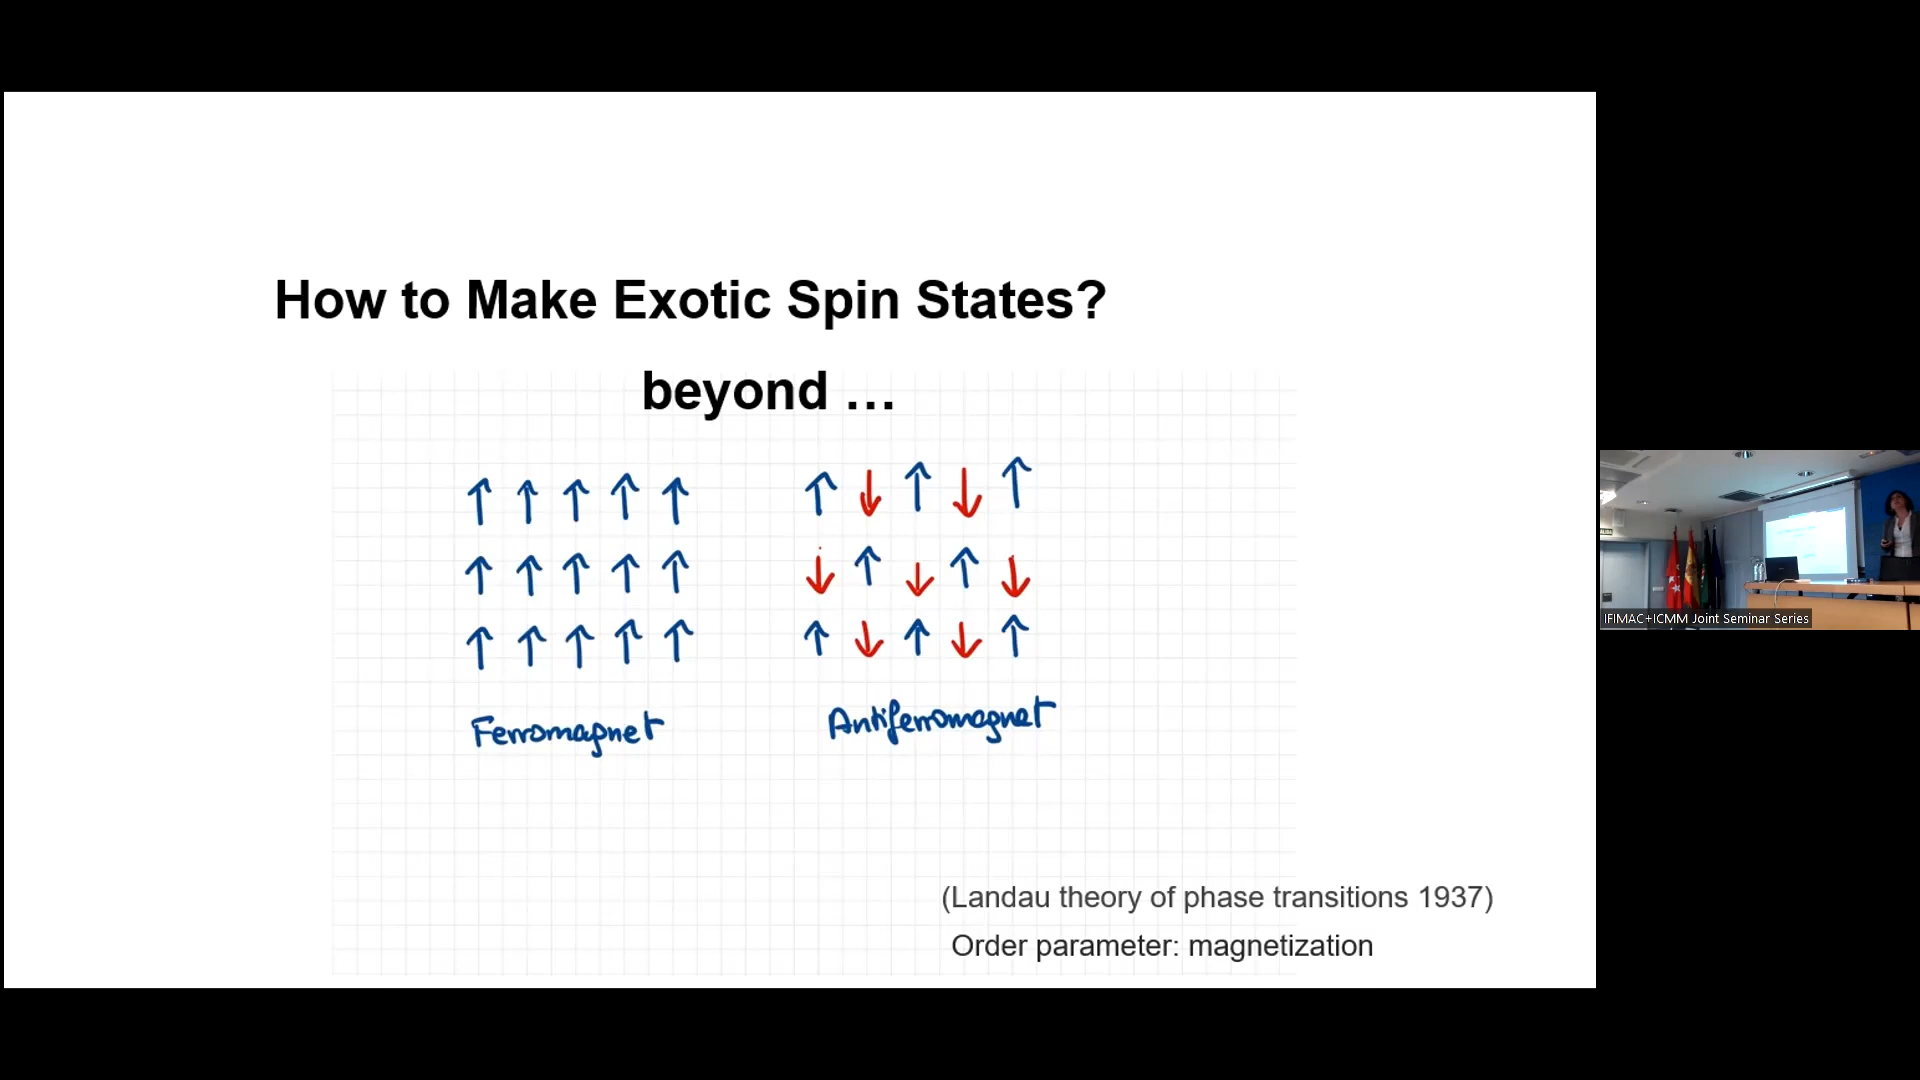 How to Make Exotic Spin States?
beyond ...
Ferromagnet
Antiferromagnet
(Landau theory of phase transitions 1937)
Order parameter: magnetization
IFIMAC+ICMM Joint Seminar Series